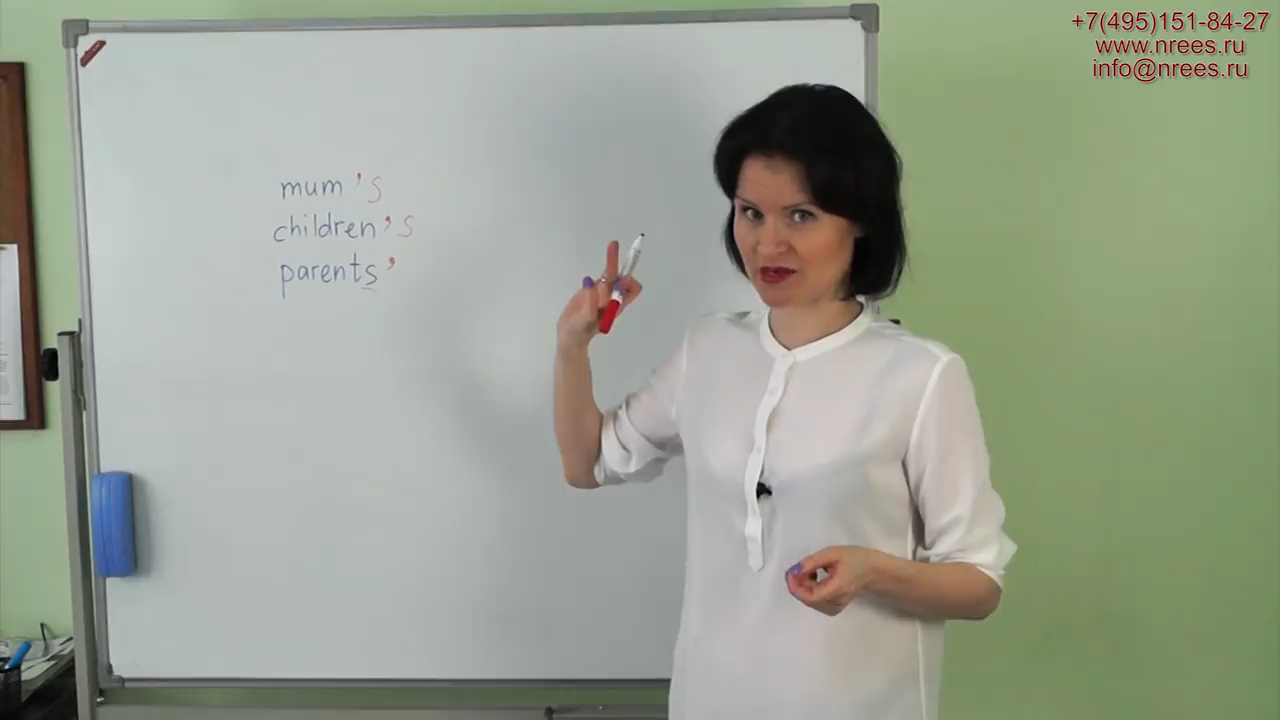 +7(495)151-84-27
www.nrees.ru
info@nrees.ru
mum's
children's
parents'